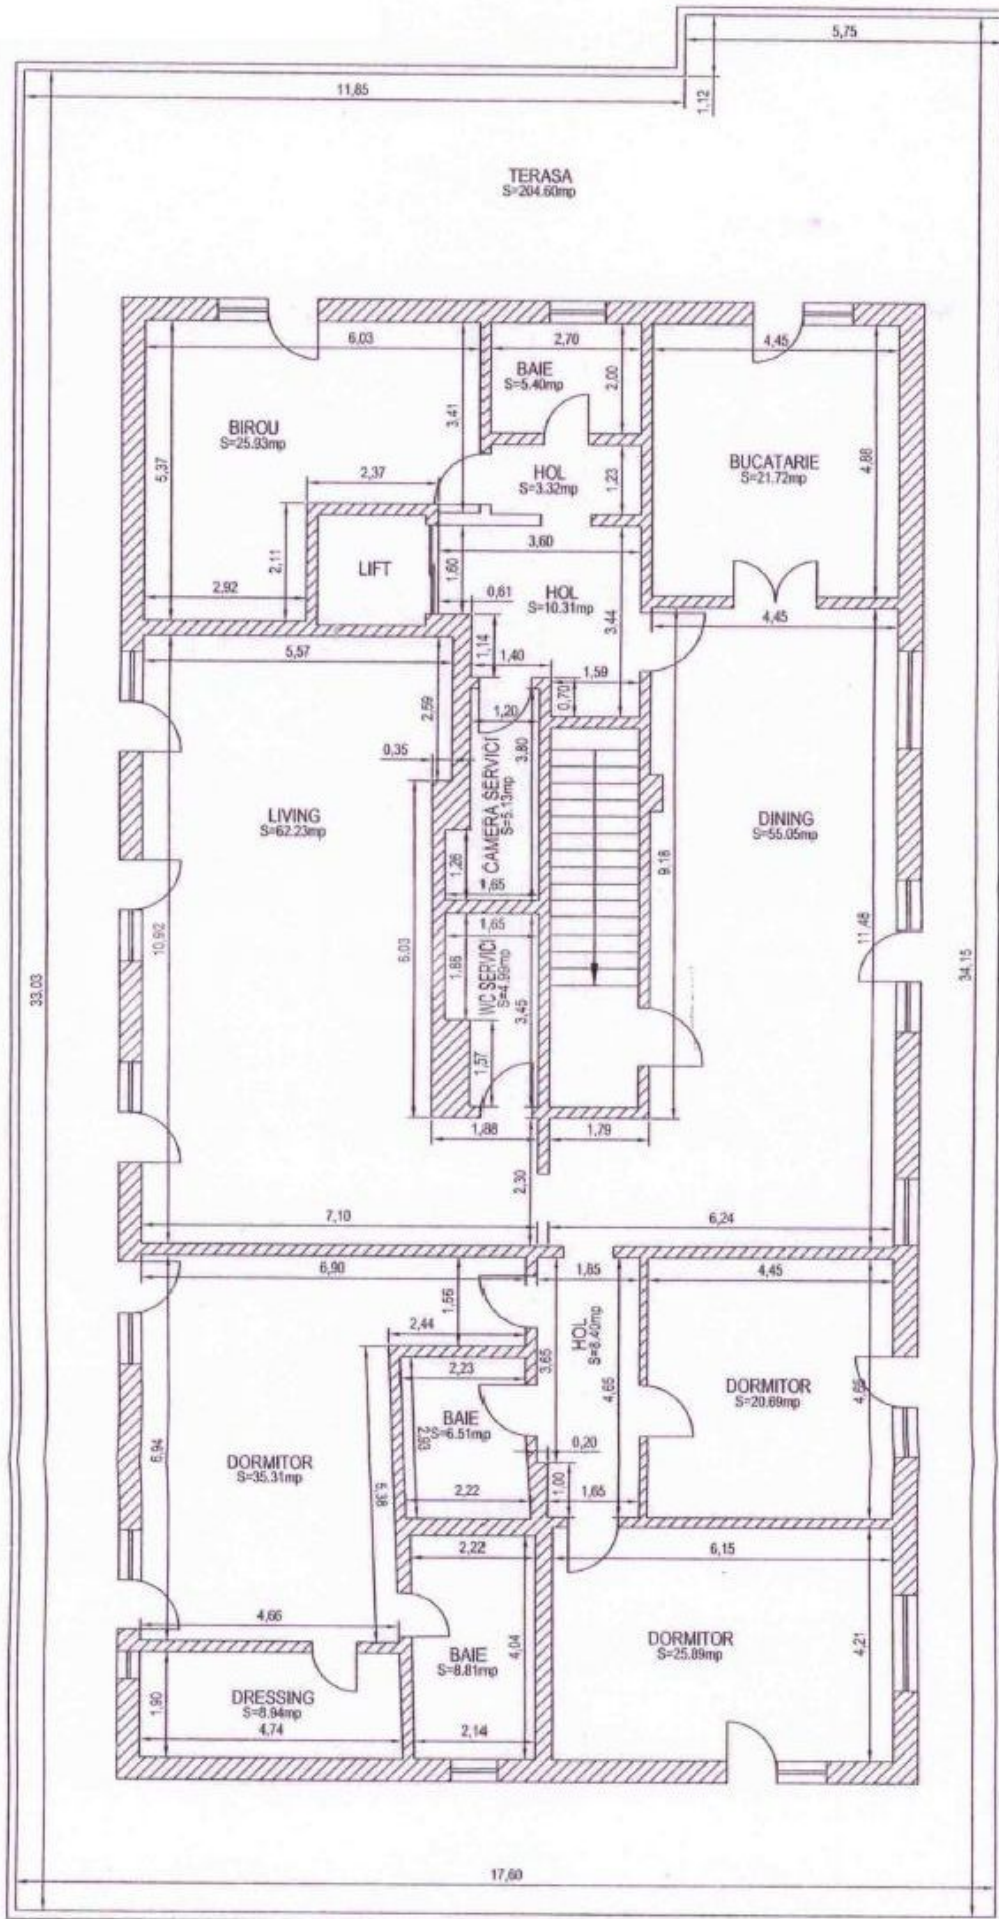 5,75
11,85
1,12
TERASA
S=204.60mp
6,03
2,70
4,45
BAIE
S=5.40mp
2,00
3,41
BIROU
S=25.93mp
5,37
HOL
S=3.32mp
1,23
BUCATARIE
S=21.72mp
4,88
2,37
3,60
2,11
LIFT
1,60
0,61
HOL
S=10.31mp
3,44
2,92
4,45
5,57
1,14
1,40
1,59
0,70
2,59
1,20
3,80
0,35
CAMERA SERVICI
S=5.13mp
LIVING
S=62.23mp
DINING
S=55.05mp
1,26
9,18
1,65
1,65
10,92
6,03
1,88
WC SERVICI
S=4.99mp
3,45
11,48
33,03
34,15
1,57
1,88
1,79
2,30
7,10
6,24
6,90
1,85
4,45
1,56
2,44
HOL
S=8.40mp
3,65
4,65
2,23
BAIE
S=6.51mp
2,93
DORMITOR
S=20.69mp
4,65
6,94
DORMITOR
S=35.31mp
5,38
0,20
1,00
2,22
1,65
2,22
6,15
4,66
4,04
BAIE
S=8.81mp
DORMITOR
S=25.89mp
4,21
1,90
DRESSING
S=8.94mp
4,74
2,14
17,60